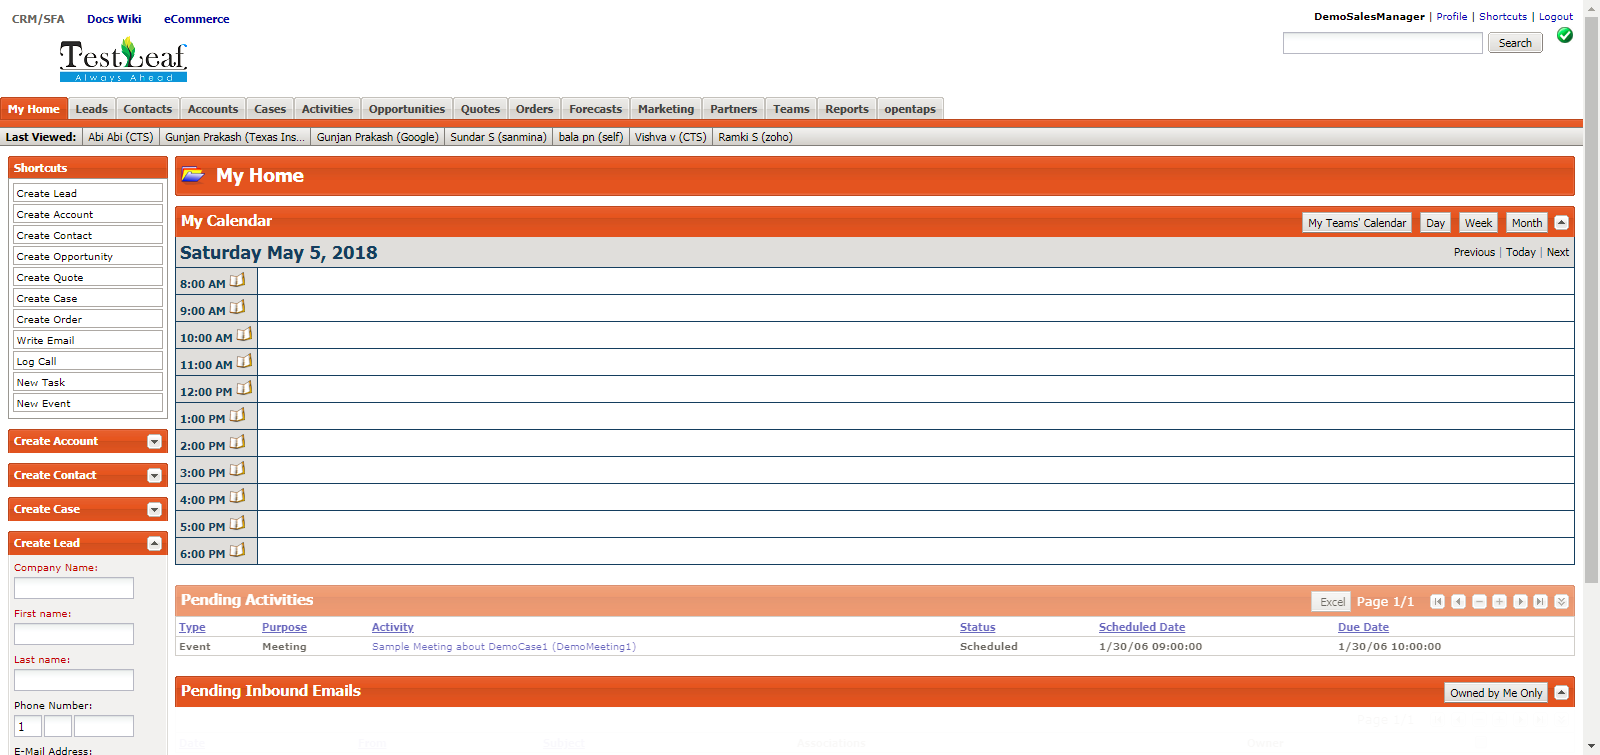 CRM/SFA Docs Wiki eCommerce
DemoSalesManager | Profile | Shortcuts | Logout
Search
TestLeaf
Always Ahead
My Home Leads Contacts Accounts Cases Activities Opportunities Quotes Orders Forecasts Marketing Partners Teams Reports opentaps
Last Viewed: Abi Abi (CTS) Gunjan Prakash (Texas Ins... Gunjan Prakash (Google) Sundar S (sanmina) bala pn (self) Vishva v (CTS) Ramki S (zoho)
Shortcuts
Create Lead
Create Account
Create Contact
Create Opportunity
Create Quote
Create Case
Create Order
Write Email
Log Call
New Task
New Event
Create Account
Create Contact
Create Case
Create Lead
Company Name:
First name:
Last name:
Phone Number:
1
E-Mail Address:
My Home
My Calendar
My Teams' Calendar Day Week Month
Saturday May 5, 2018
Previous | Today | Next
8:00 AM
9:00 AM
10:00 AM
11:00 AM
12:00 PM
1:00 PM
2:00 PM
3:00 PM
4:00 PM
5:00 PM
6:00 PM
Pending Activities
Excel Page 1/1
Type Purpose Activity Status Scheduled Date Due Date
Event Meeting Sample Meeting about DemoCase1 (DemoMeeting1) Scheduled 1/30/06 09:00:00 1/30/06 10:00:00
Pending Inbound Emails
Owned by Me Only